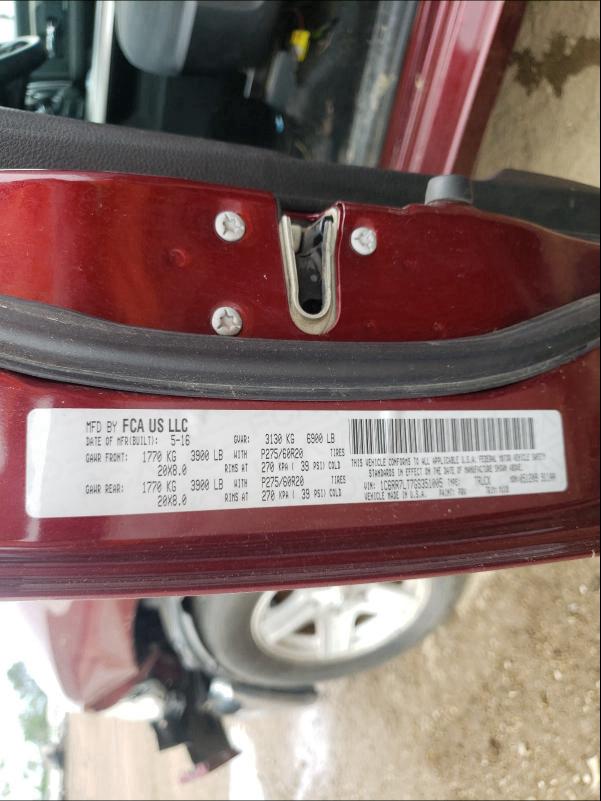 MFD BY FCA US LLC
DATE OF MFR(BUILT): 5-16 GVWR: 3130 KG 6900 LB
GAWR FRONT: 1770 KG 3900 LB WITH P275/60R20 TIRES
20X8.0 RIMS AT 270 KPA ( 39 PSI) COLD
GAWR REAR: 1770 KG 3900 LB WITH P275/60R20 TIRES
20X8.0 RIMS AT 270 KPA ( 39 PSI) COLD
THIS VEHICLE CONFORMS TO ALL APPLICABLE U.S.A. FEDERAL MOTOR VEHICLE SAFETY
STANDARDS IN EFFECT ON THE DATE OF MANUFACTURE SHOWN ABOVE.
VIN: 1C6RR7LT7GS351005 TYPE: TRUCK
MADE IN U.S.A. PAINT: TRIM: